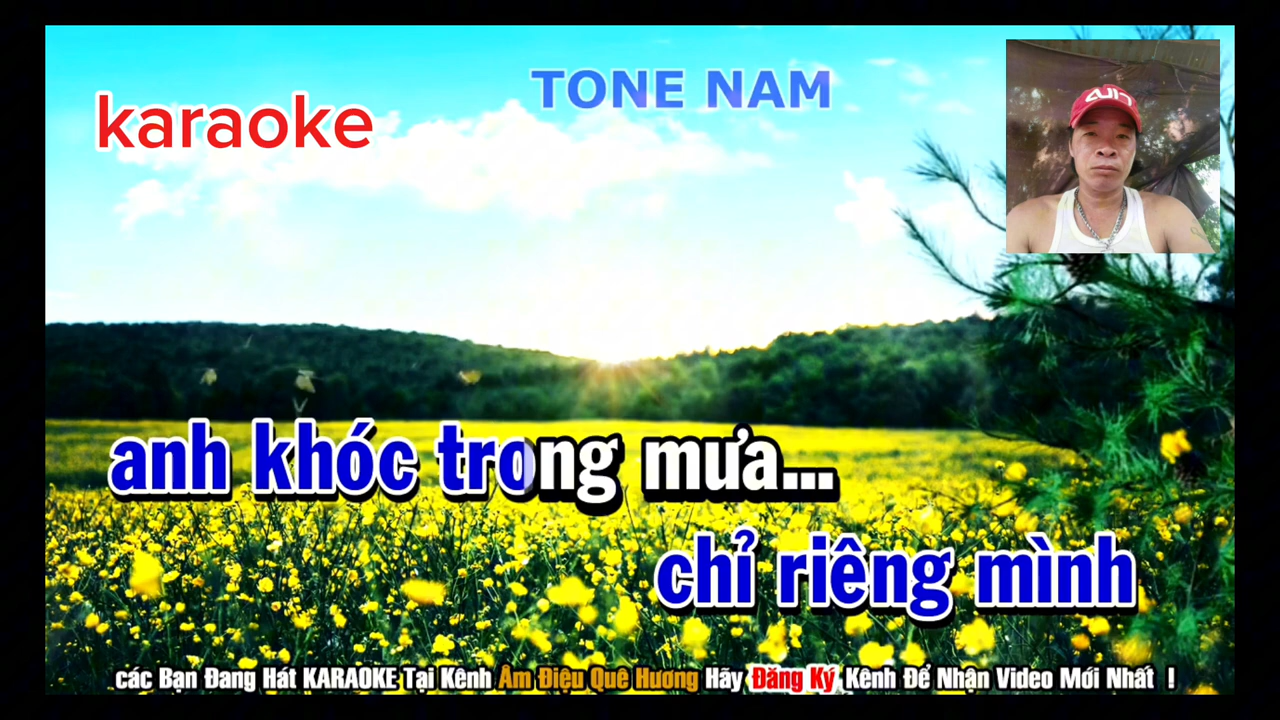 TONE NAM
karaoke
anh khóc trong mưa...
chỉ riêng mình
các Bạn Đang Hát KARAOKE Tại Kênh Âm Điệu Quê Hương Hãy Đăng Ký Kênh Để Nhận Video Mới Nhất !